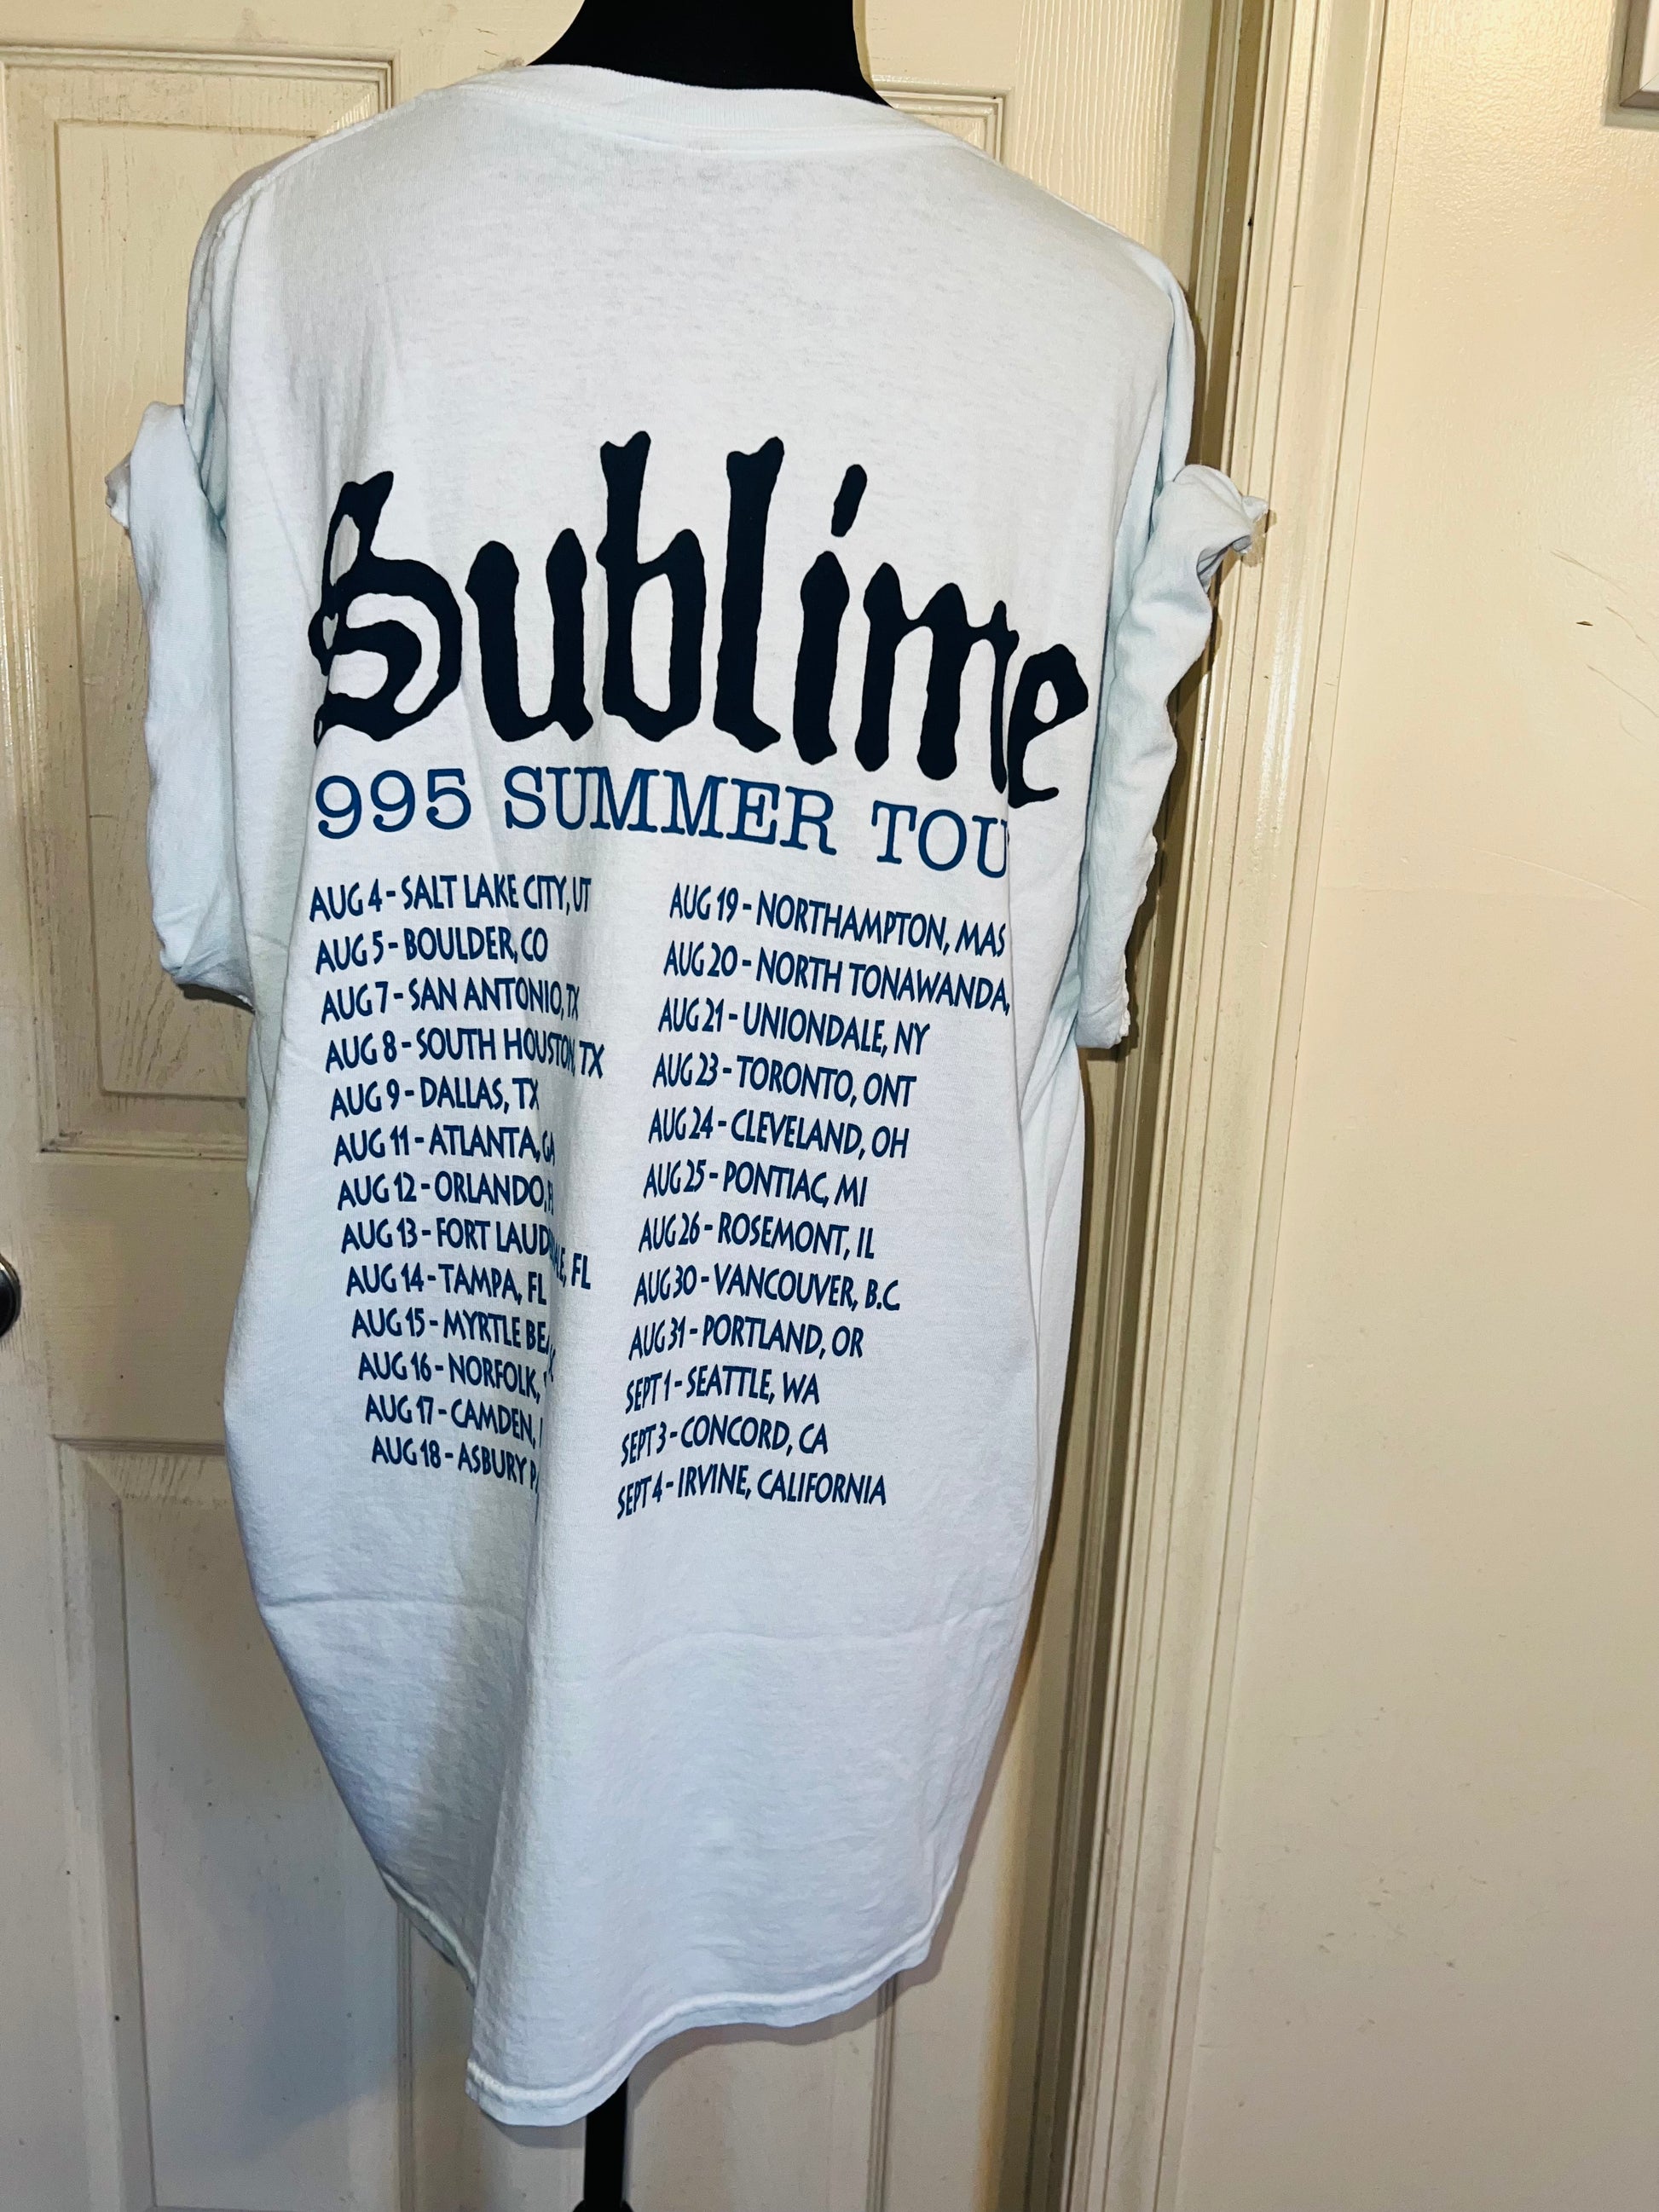 Sublime
995 SUMMER TOU
AUG 4 - SALT LAKE CITY, UT
AUG 5 - BOULDER, CO
AUG 7 - SAN ANTONIO, TX
AUG 8 - SOUTH HOUSTON, TX
AUG 9 - DALLAS, TX
AUG 11 - ATLANTA, GA
AUG 12 - ORLANDO,
AUG 13 - FORT LAUD ALE, FL
AUG 14 - TAMPA, FL
AUG 15 - MYRTLE BEA
AUG 16 - NORFOLK,
AUG 17 - CAMDEN,
AUG 18 - ASBURY
AUG 19 - NORTHAMPTON, MAS
AUG 20 - NORTH TONAWANDA,
AUG 21 - UNIONDALE, NY
AUG 23 - TORONTO, ONT
AUG 24 - CLEVELAND, OH
AUG 25 - PONTIAC, MI
AUG 26 - ROSEMONT, IL
AUG 30 - VANCOUVER, B.C.
AUG 31 - PORTLAND, OR
SEPT 1 - SEATTLE, WA
SEPT 3 - CONCORD, CA
SEPT 4 - IRVINE, CALIFORNIA